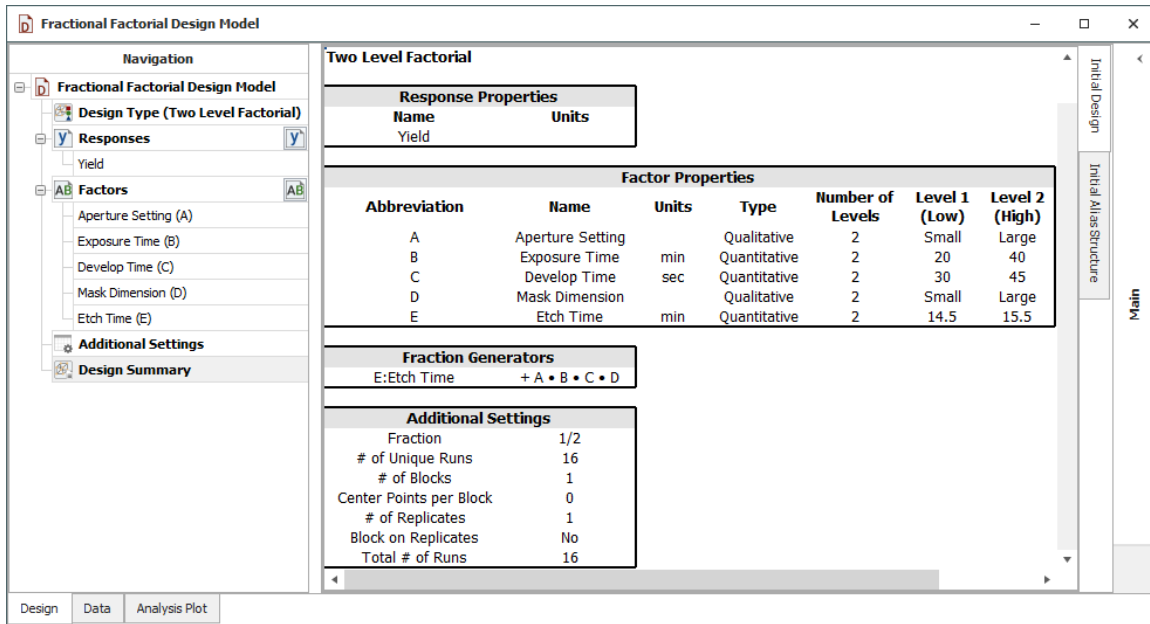 Fractional Factorial Design Model
Navigation
Fractional Factorial Design Model
Design Type (Two Level Factorial)
Responses
Yield
Factors
Aperture Setting (A)
Exposure Time (B)
Develop Time (C)
Mask Dimension (D)
Etch Time (E)
Additional Settings
Design Summary
Two Level Factorial
Response Properties
Name Units
Yield
Factor Properties
Abbreviation Name Units Type Number of Levels Level 1 (Low) Level 2 (High)
A Aperture Setting Qualitative 2 Small Large
B Exposure Time min Quantitative 2 20 40
C Develop Time sec Quantitative 2 30 45
D Mask Dimension Qualitative 2 Small Large
E Etch Time min Quantitative 2 14.5 15.5
Fraction Generators
E:Etch Time + A • B • C • D
Additional Settings
Fraction 1/2
# of Unique Runs 16
# of Blocks 1
Center Points per Block 0
# of Replicates 1
Block on Replicates No
Total # of Runs 16
Initial Design
Initial Alias Structure
Main
Design Data Analysis Plot